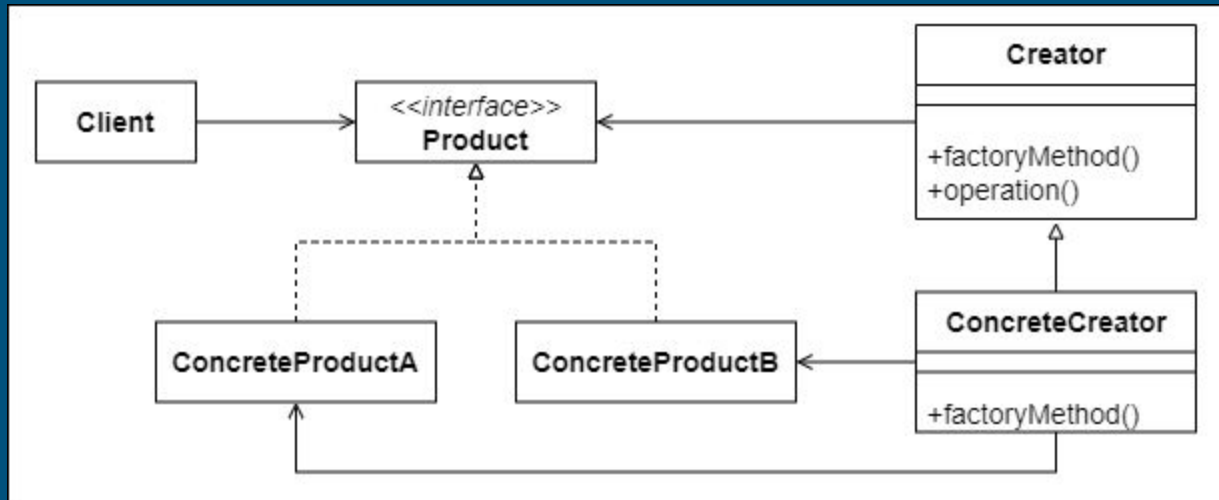 Client
<<interface>>
Product
Creator
+factoryMethod()
+operation()
ConcreteProductA
ConcreteProductB
ConcreteCreator
+factoryMethod()